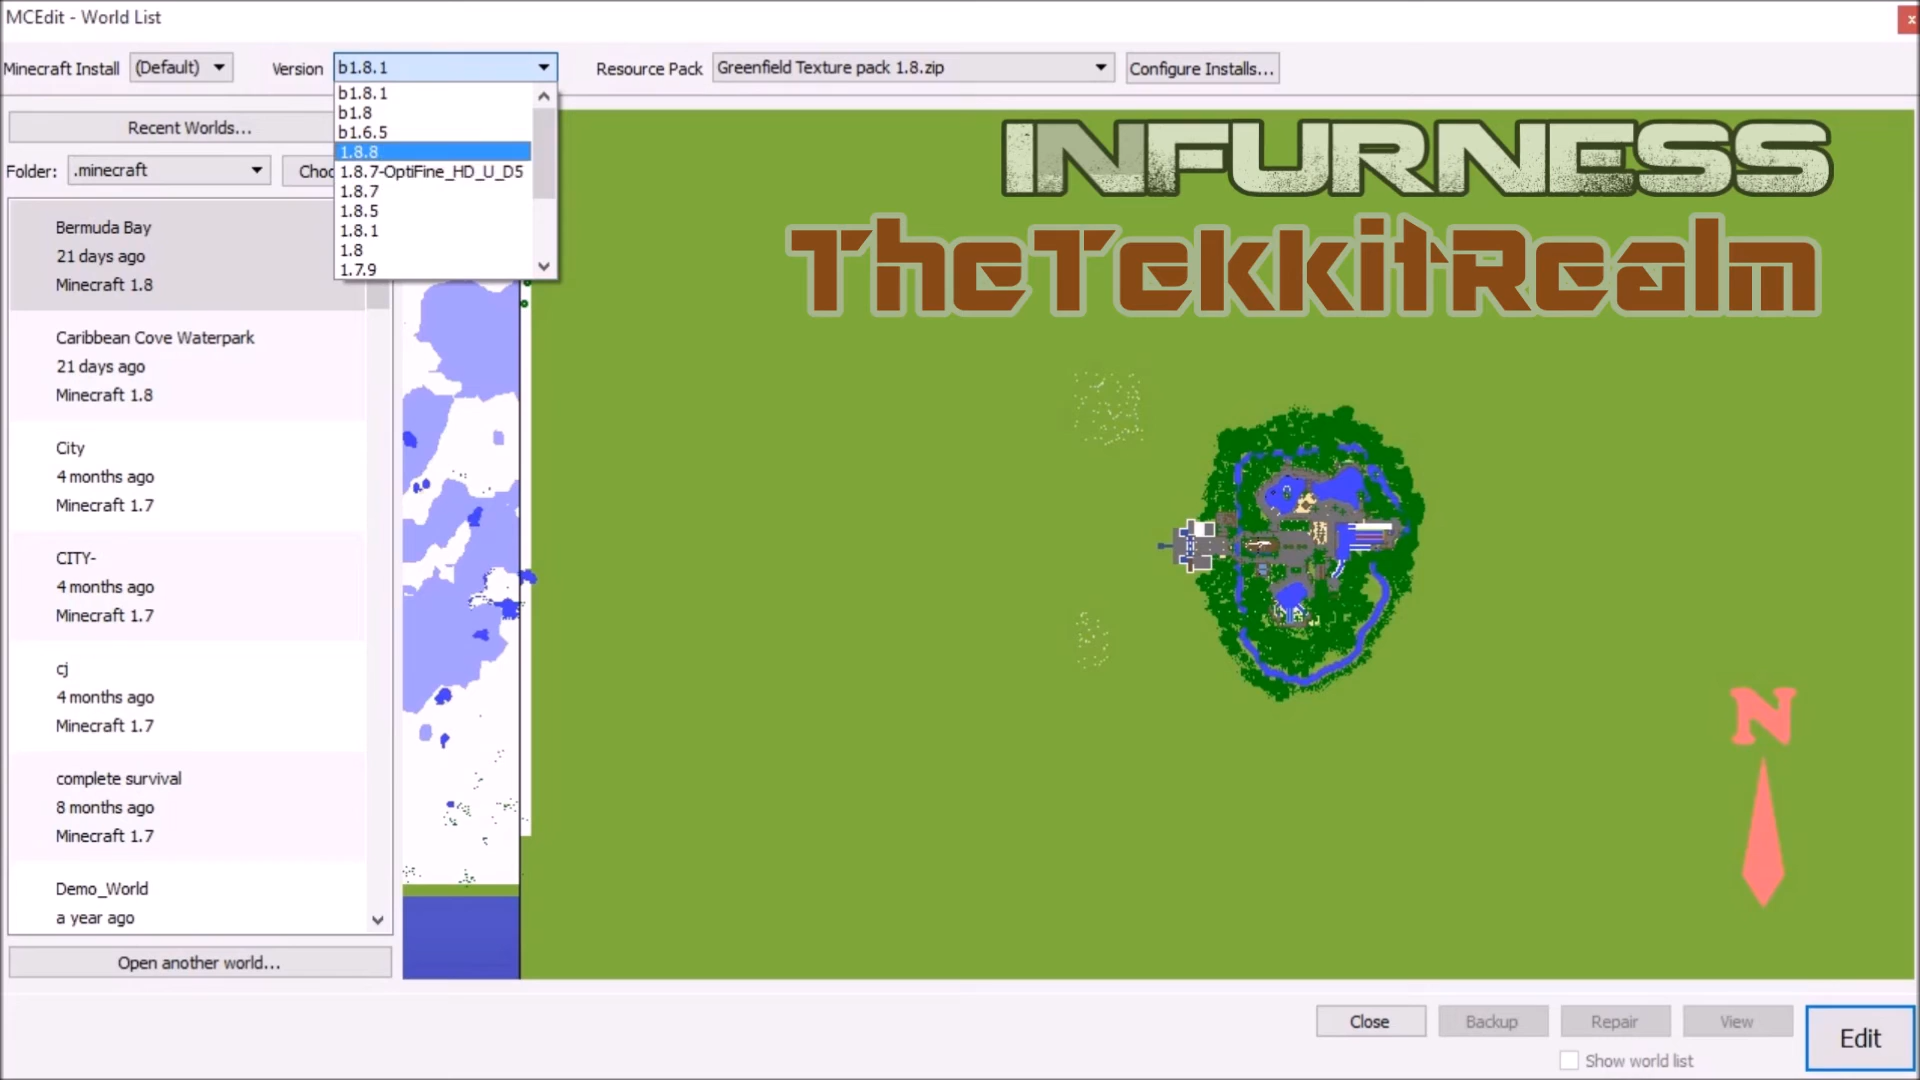 MCEdit - World List
x
Minecraft Install (Default) Version b1.8.1 Resource Pack Greenfield Texture pack 1.8.zip Configure Installs...
b1.8.1
b1.8
b1.6.5
1.8.8
1.8.7-OptiFine_HD_U_D5
1.8.7
1.8.5
1.8.1
1.8
1.7.9
Recent Worlds...
Folder: .minecraft Choo
Bermuda Bay
21 days ago
Minecraft 1.8
Caribbean Cove Waterpark
21 days ago
Minecraft 1.8
City
4 months ago
Minecraft 1.7
CITY-
4 months ago
Minecraft 1.7
cj
4 months ago
Minecraft 1.7
complete survival
8 months ago
Minecraft 1.7
Demo_World
a year ago
Open another world...
INFURNESS
TheTekkitRealm
N
Close Backup Repair View Edit
Show world list